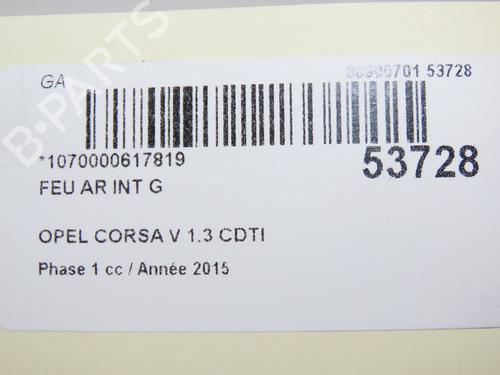 GA
53728
*1070000617819
53728
FEU AR INT G
OPEL CORSA V 1.3 CDTI
Phase 1 cc / Année 2015
B-PARTS